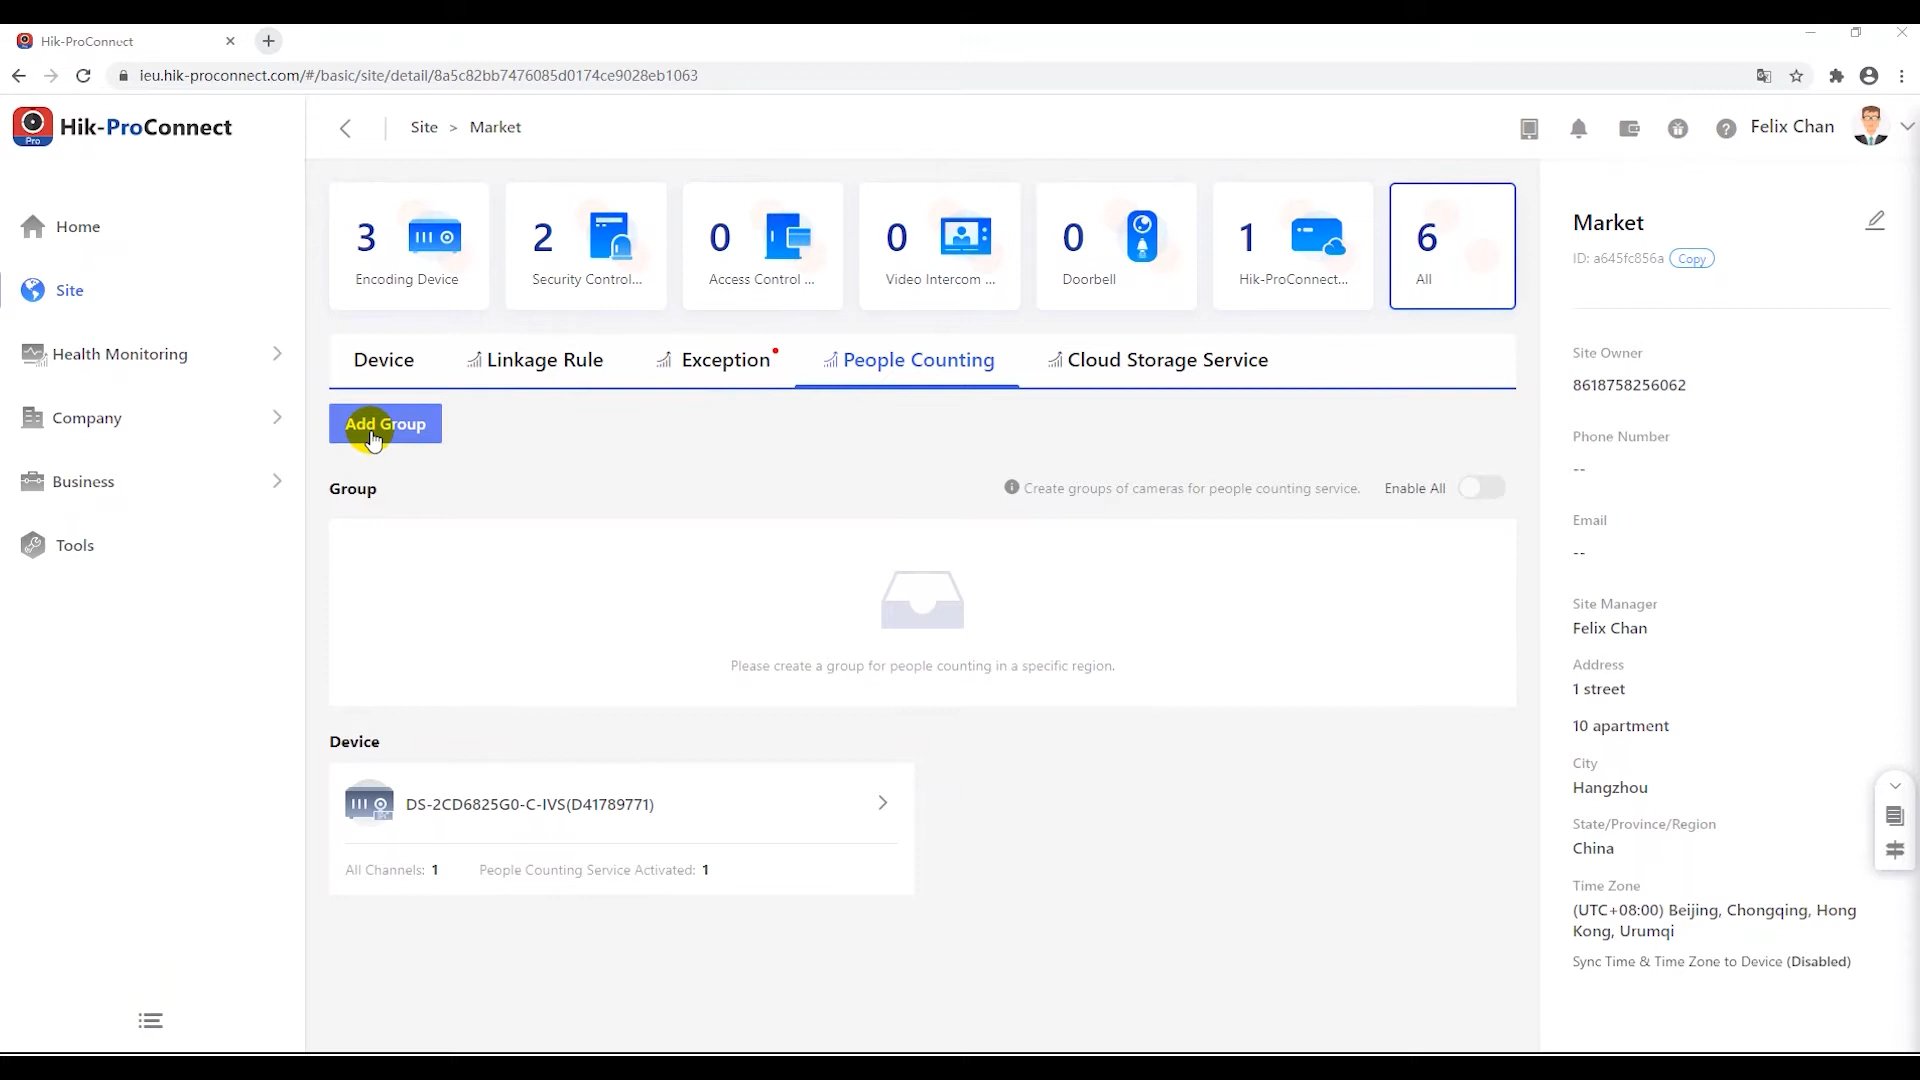 Hik-ProConnect
ieu.hik-proconnect.com/#/basic/site/detail/8a5c82bb7476085d0174ce9028eb1063
Pro
Hik-ProConnect
Site > Market
Felix Chan
Home
Site
Health Monitoring
Company
Business
Tools
3
Encoding Device
2
Security Control...
0
Access Control ...
0
Video Intercom ...
0
Doorbell
1
Hik-ProConnect...
6
All
Device
Linkage Rule
Exception
People Counting
Cloud Storage Service
Add Group
Group
Create groups of cameras for people counting service.
Enable All
Please create a group for people counting in a specific region.
Device
DS-2CD6825G0-C-IVS(D41789771)
All Channels: 1
People Counting Service Activated: 1
Market
ID: a645fc856a Copy
Site Owner
8618758256062
Phone Number
--
Email
--
Site Manager
Felix Chan
Address
1 street
10 apartment
City
Hangzhou
State/Province/Region
China
Time Zone
(UTC+08:00) Beijing, Chongqing, Hong
Kong, Urumqi
Sync Time & Time Zone to Device (Disabled)